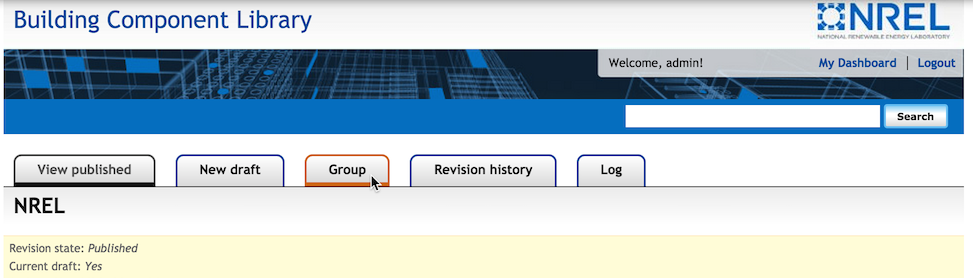 Building Component Library
NREL
NATIONAL RENEWABLE ENERGY LABORATORY
Welcome, admin!
My Dashboard | Logout
Search
View published
New draft
Group
Revision history
Log
NREL
Revision state: Published
Current draft: Yes